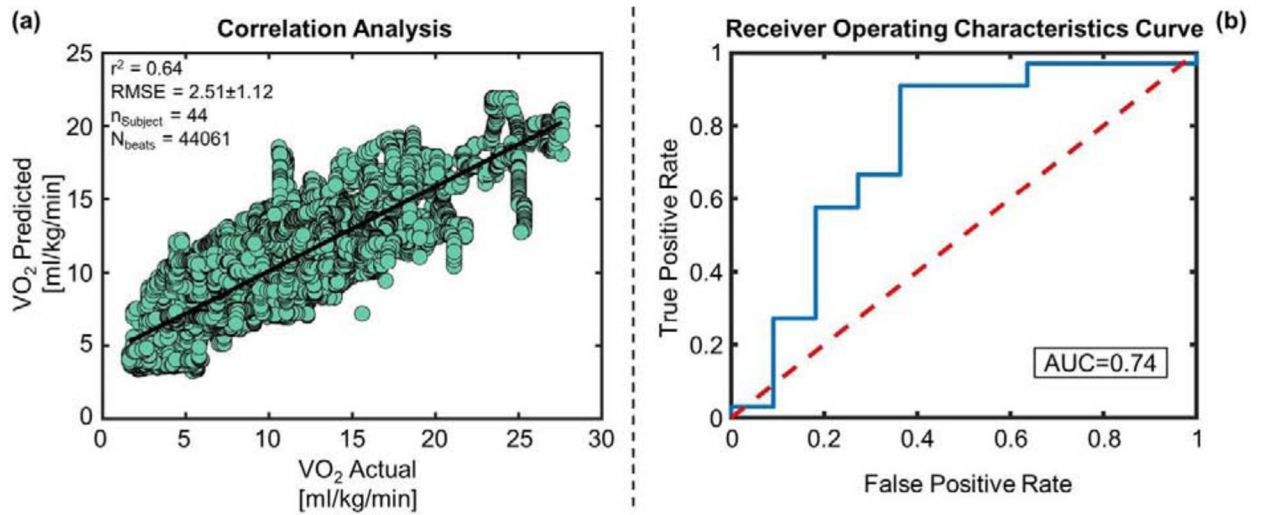 (a)
Correlation Analysis
r² = 0.64
RMSE = 2.51±1.12
nSubject = 44
Nbeats = 44061
25
20
15
10
5
0
0 5 10 15 20 25 30
VO₂ Predicted
[ml/kg/min]
VO₂ Actual
[ml/kg/min]
Receiver Operating Characteristics Curve
(b)
1
0.8
0.6
0.4
0.2
0
0 0.2 0.4 0.6 0.8 1
True Positive Rate
AUC=0.74
False Positive Rate